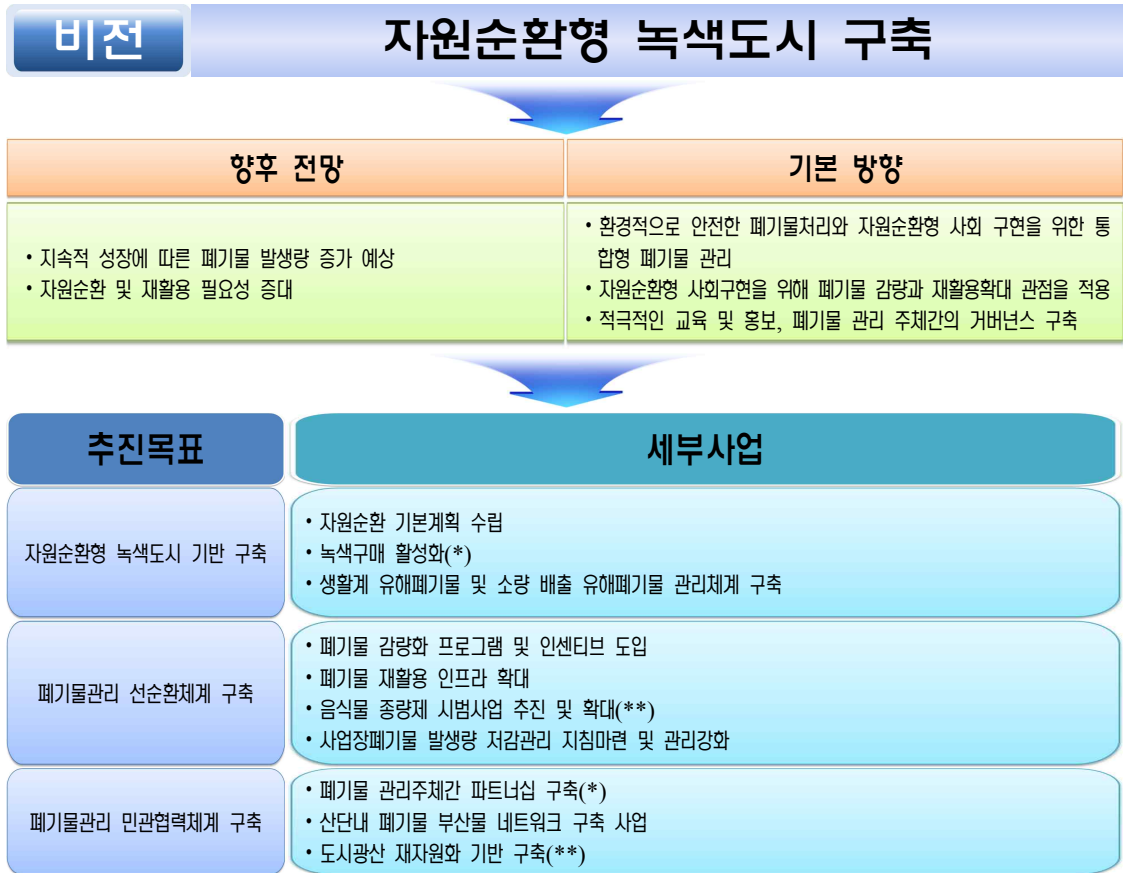 비전
자원순환형 녹색도시 구축
향후 전망
기본 방향
• 지속적 성장에 따른 폐기물 발생량 증가 예상
• 자원순환 및 재활용 필요성 증대
• 환경적으로 안전한 폐기물처리와 자원순환형 사회 구현을 위한 통
합형 폐기물 관리
• 자원순환형 사회구현을 위해 폐기물 감량과 재활용확대 관점을 적용
• 적극적인 교육 및 홍보, 폐기물 관리 주체간의 거버넌스 구축
추진목표
세부사업
자원순환형 녹색도시 기반 구축
• 자원순환 기본계획 수립
• 녹색구매 활성화(*)
• 생활계 유해폐기물 및 소량 배출 유해폐기물 관리체계 구축
폐기물관리 선순환체계 구축
• 폐기물 감량화 프로그램 및 인센티브 도입
• 폐기물 재활용 인프라 확대
• 음식물 종량제 시범사업 추진 및 확대(**)
• 사업장폐기물 발생량 저감관리 지침마련 및 관리강화
폐기물관리 민관협력체계 구축
• 폐기물 관리주체간 파트너십 구축(*)
• 산단내 폐기물 부산물 네트워크 구축 사업
• 도시광산 재자원화 기반 구축(**)